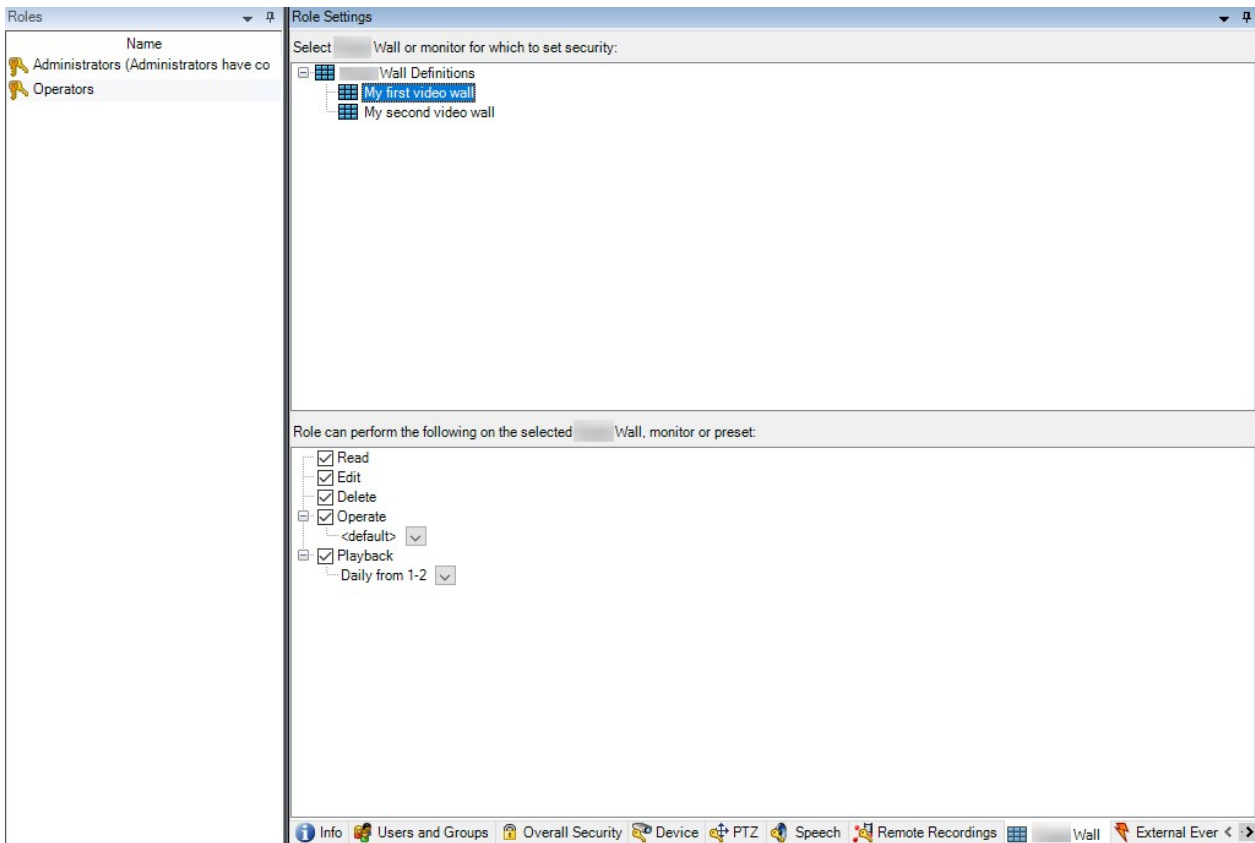 Roles
Name
Administrators (Administrators have co
Operators
Role Settings
Select Wall or monitor for which to set security:
Wall Definitions
My first video wall
My second video wall
Role can perform the following on the selected Wall, monitor or preset:
Read
Edit
Delete
Operate
<default>
Playback
Daily from 1-2
Info Users and Groups Overall Security Device PTZ Speech Remote Recordings Wall External Ever